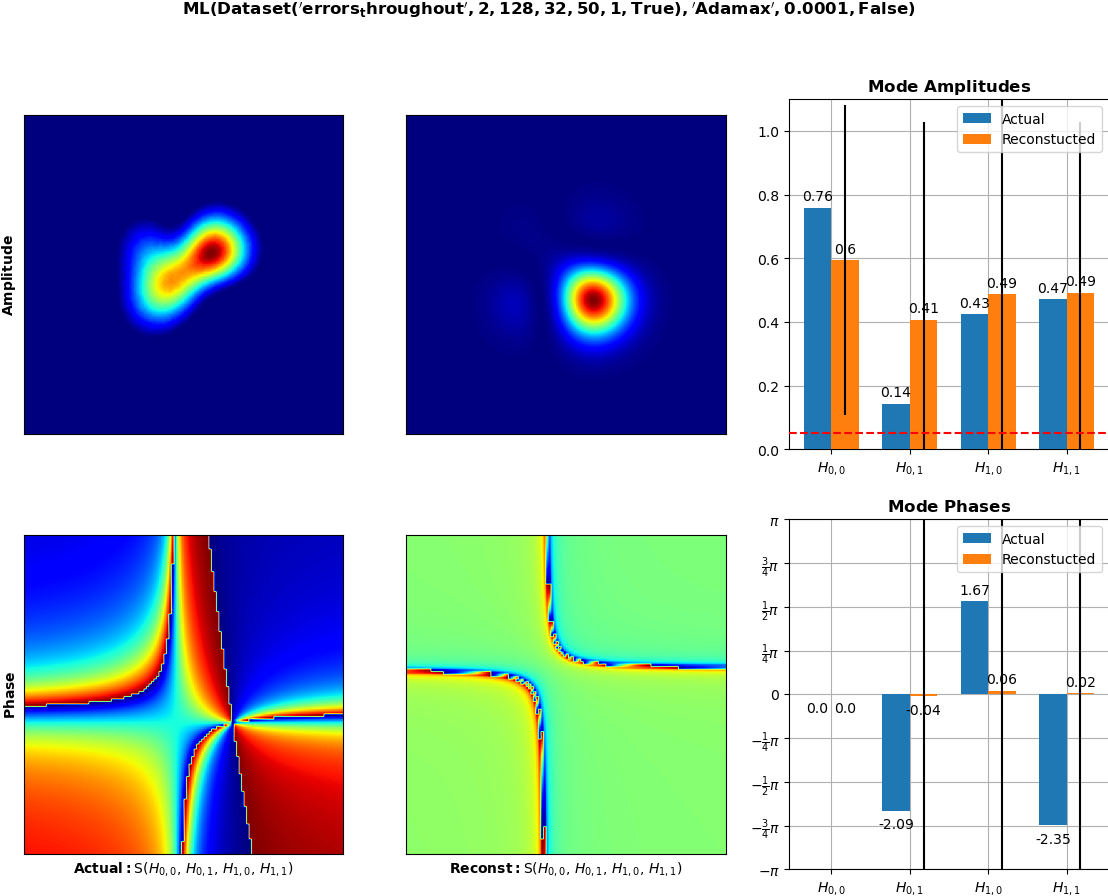 ML(Dataset('errors_throughout', 2, 128, 32, 50, 1, True), 'Adamax', 0.0001, False)
Amplitude
Mode Amplitudes
Actual
Reconstucted
1.0
0.8
0.6
0.4
0.2
0.0
0.76
0.6
0.14
0.41
0.43
0.49
0.47
0.49
H0,0
H0,1
H1,0
H1,1
Phase
Actual: S(H0,0, H0,1, H1,0, H1,1)
Reconst: S(H0,0, H0,1, H1,0, H1,1)
Mode Phases
Actual
Reconstucted
π
3/4π
1/2π
1/4π
0
−1/4π
−1/2π
−3/4π
−π
0.0
0.0
-2.09
-0.04
1.67
0.06
-2.35
0.02
H0,0
H0,1
H1,0
H1,1